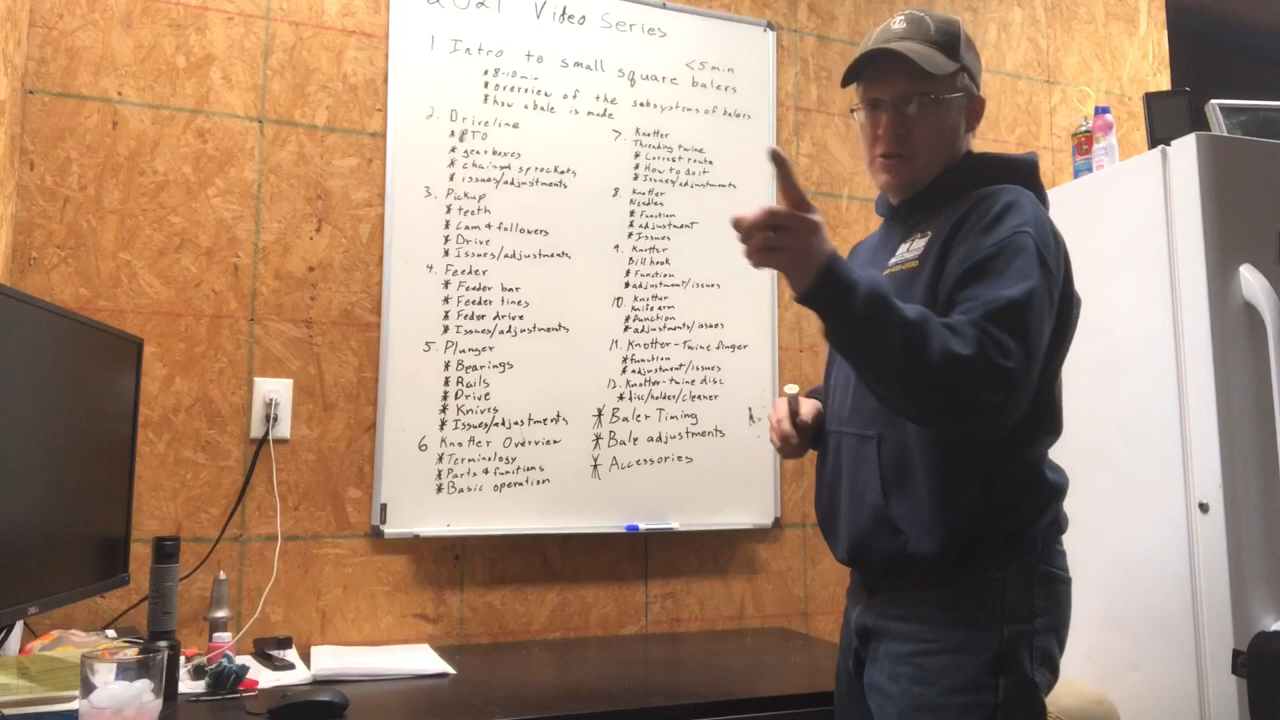 2021 Video Series
1 Intro to small square balers <5min
* 8-10 min
* overview of the subsystems of balers
* how a bale is made
2. Driveline
* PTO
* gear boxes
* chains & sprockets
* issues/adjustments
3. Pickup
* teeth
* Cam & followers
* Drive
* Issues/adjustments
4. Feeder
* Feeder bar
* Feeder tines
* Feder drive
* Issues/adjustments
5. Plunger
* Bearings
* Rails
* Drive
* Knives
* Issues/adjustments
6 Knotter Overview
* Terminology
* Parts & functions
* Basic operation
7. Knotter
Threading twine
* Correct route
* How to do it
* Issues/adjustments
8. Knotter
Needles
* Function
* adjustment
* Issues
9. Knotter
Bill hook
* Function
* adjustment/issues
10. Knotter
Knife arm
* function
* adjustments/issues
11. Knotter-Twine finger
* function
* adjustment/issues
12. Knotter-twine disc
* disc/holder/cleaner
* Baler Timing
* Bale adjustments
* Accessories
DELL